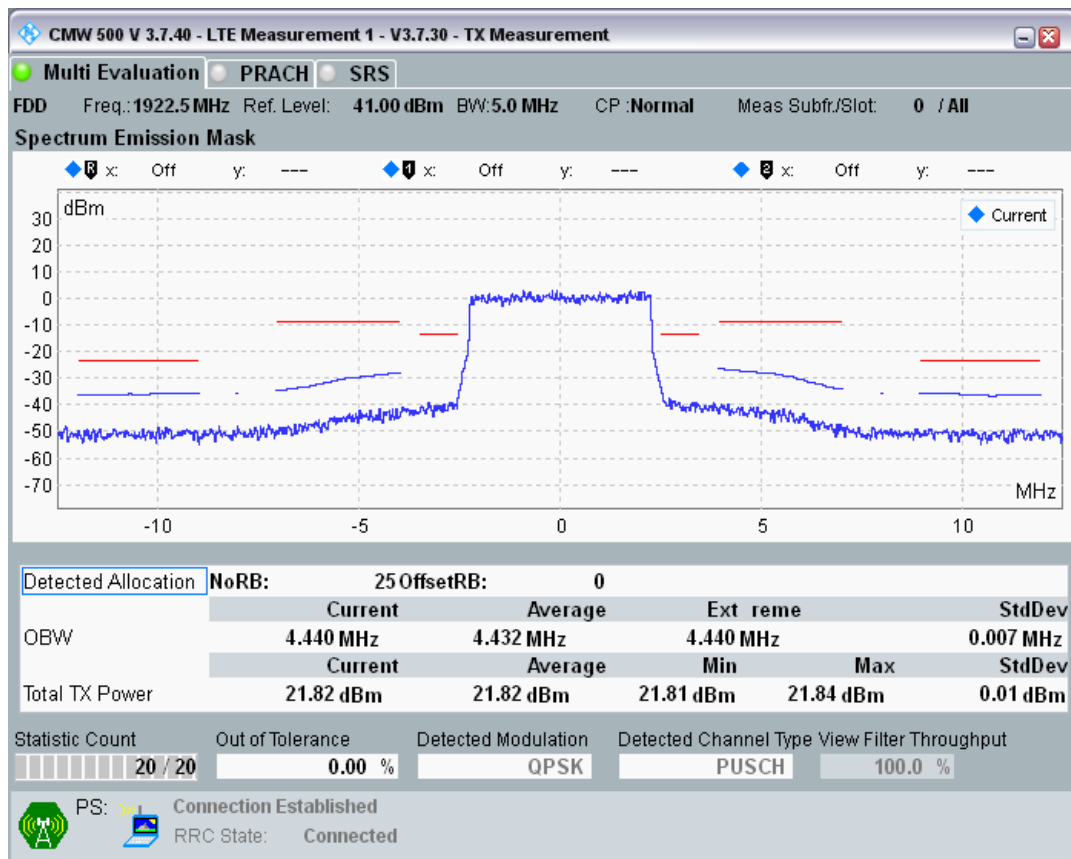 CMW 500 V 3.7.40 - LTE Measurement 1 - V3.7.30 - TX Measurement
Multi Evaluation PRACH SRS
FDD Freq.:1922.5 MHz Ref. Level: 41.00 dBm BW:5.0 MHz CP :Normal Meas Subfr./Slot: 0 / All
Spectrum Emission Mask
R x: Off y: --- 1 x: Off y: --- 2 x: Off y: ---
dBm
Current
30
20
10
0
-10
-20
-30
-40
-50
-60
-70
MHz
-10 -5 0 5 10
Detected Allocation NoRB: 25 OffsetRB: 0
Current Average Ext reme StdDev
OBW 4.440 MHz 4.432 MHz 4.440 MHz 0.007 MHz
Current Average Min Max StdDev
Total TX Power 21.82 dBm 21.82 dBm 21.81 dBm 21.84 dBm 0.01 dBm
Statistic Count Out of Tolerance Detected Modulation Detected Channel Type View Filter Throughput
20 / 20 0.00 % QPSK PUSCH 100.0 %
PS: Connection Established
RRC State: Connected